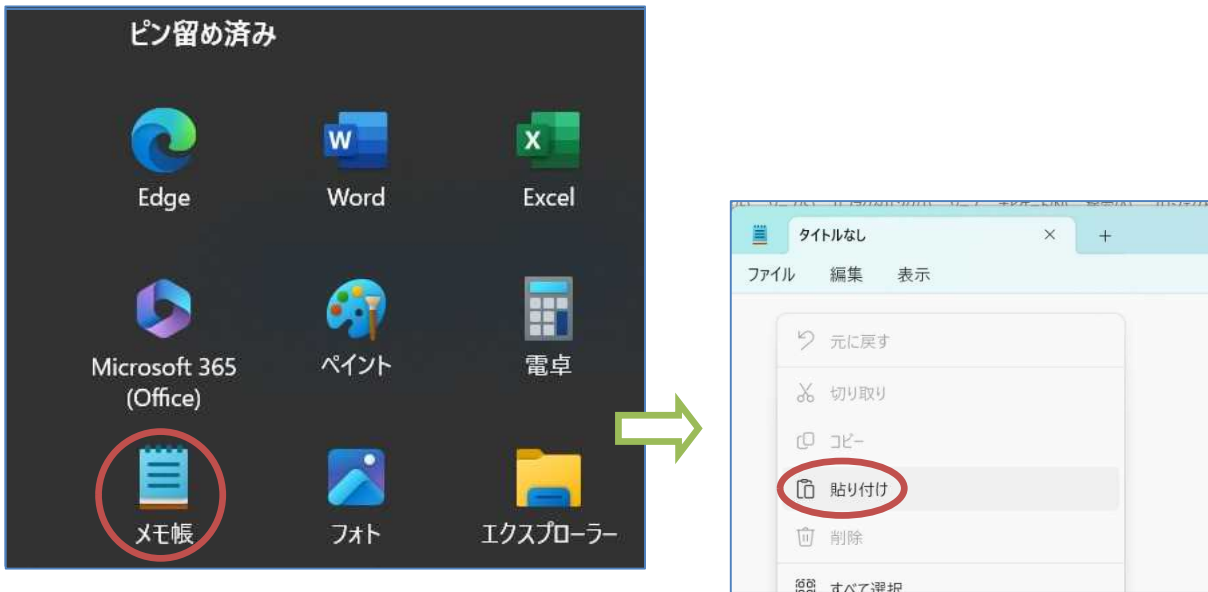 ピン留め済み
Edge
Word
Excel
Microsoft 365
(Office)
ペイント
電卓
メモ帳
フォト
エクスプローラー
タイトルなし
ファイル 編集 表示
元に戻す
切り取り
コピー
貼り付け
削除
すべて選択